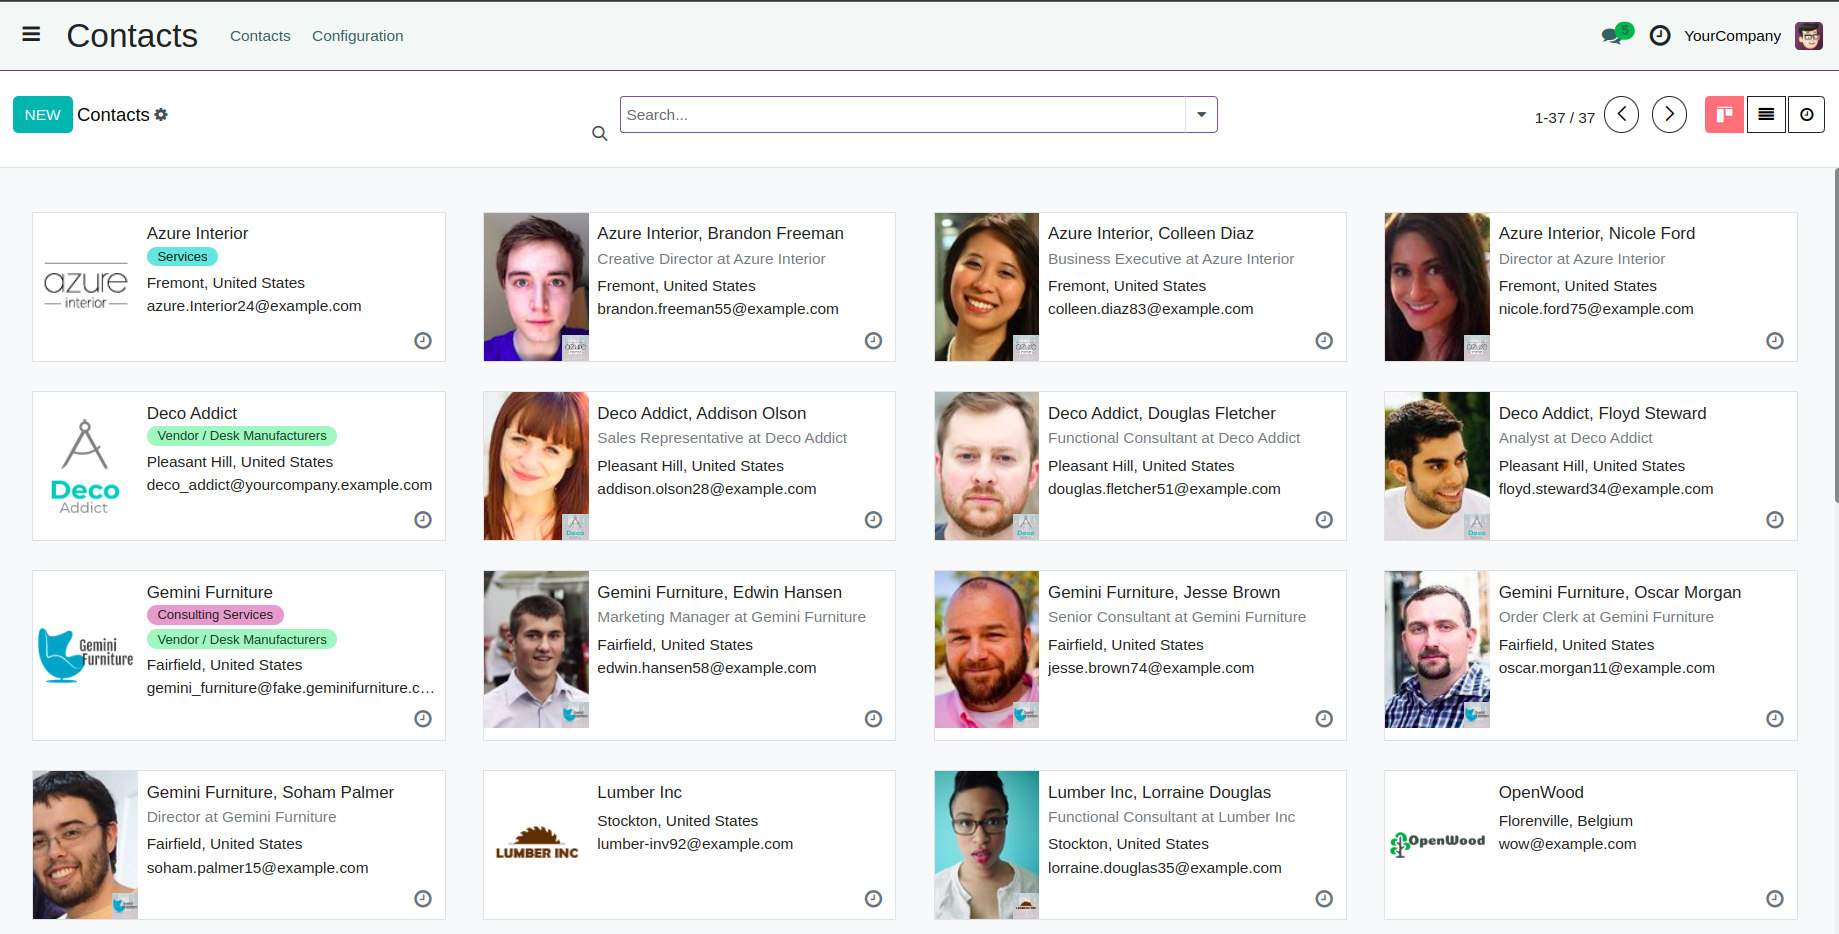 Contacts
Contacts
Configuration
5
YourCompany
NEW
Contacts
Search...
1-37 / 37
azure
interior
Azure Interior
Services
Fremont, United States
azure.Interior24@example.com
azure
Azure Interior, Brandon Freeman
Creative Director at Azure Interior
Fremont, United States
brandon.freeman55@example.com
azure
Azure Interior, Colleen Diaz
Business Executive at Azure Interior
Fremont, United States
colleen.diaz83@example.com
azure
Azure Interior, Nicole Ford
Director at Azure Interior
Fremont, United States
nicole.ford75@example.com
Deco
Addict
Deco Addict
Vendor / Desk Manufacturers
Pleasant Hill, United States
deco_addict@yourcompany.example.com
Deco
Deco Addict, Addison Olson
Sales Representative at Deco Addict
Pleasant Hill, United States
addison.olson28@example.com
Deco
Deco Addict, Douglas Fletcher
Functional Consultant at Deco Addict
Pleasant Hill, United States
douglas.fletcher51@example.com
Deco
Deco Addict, Floyd Steward
Analyst at Deco Addict
Pleasant Hill, United States
floyd.steward34@example.com
Gemini
Furniture
Gemini Furniture
Consulting Services
Vendor / Desk Manufacturers
Fairfield, United States
gemini_furniture@fake.geminifurniture.c...
Gemini Furniture, Edwin Hansen
Marketing Manager at Gemini Furniture
Fairfield, United States
edwin.hansen58@example.com
Gemini Furniture, Jesse Brown
Senior Consultant at Gemini Furniture
Fairfield, United States
jesse.brown74@example.com
Gemini Furniture, Oscar Morgan
Order Clerk at Gemini Furniture
Fairfield, United States
oscar.morgan11@example.com
Gemini Furniture, Soham Palmer
Director at Gemini Furniture
Fairfield, United States
soham.palmer15@example.com
LUMBER INC
Lumber Inc
Stockton, United States
lumber-inv92@example.com
Lumber Inc, Lorraine Douglas
Functional Consultant at Lumber Inc
Stockton, United States
lorraine.douglas35@example.com
OpenWood
OpenWood
Florenville, Belgium
wow@example.com